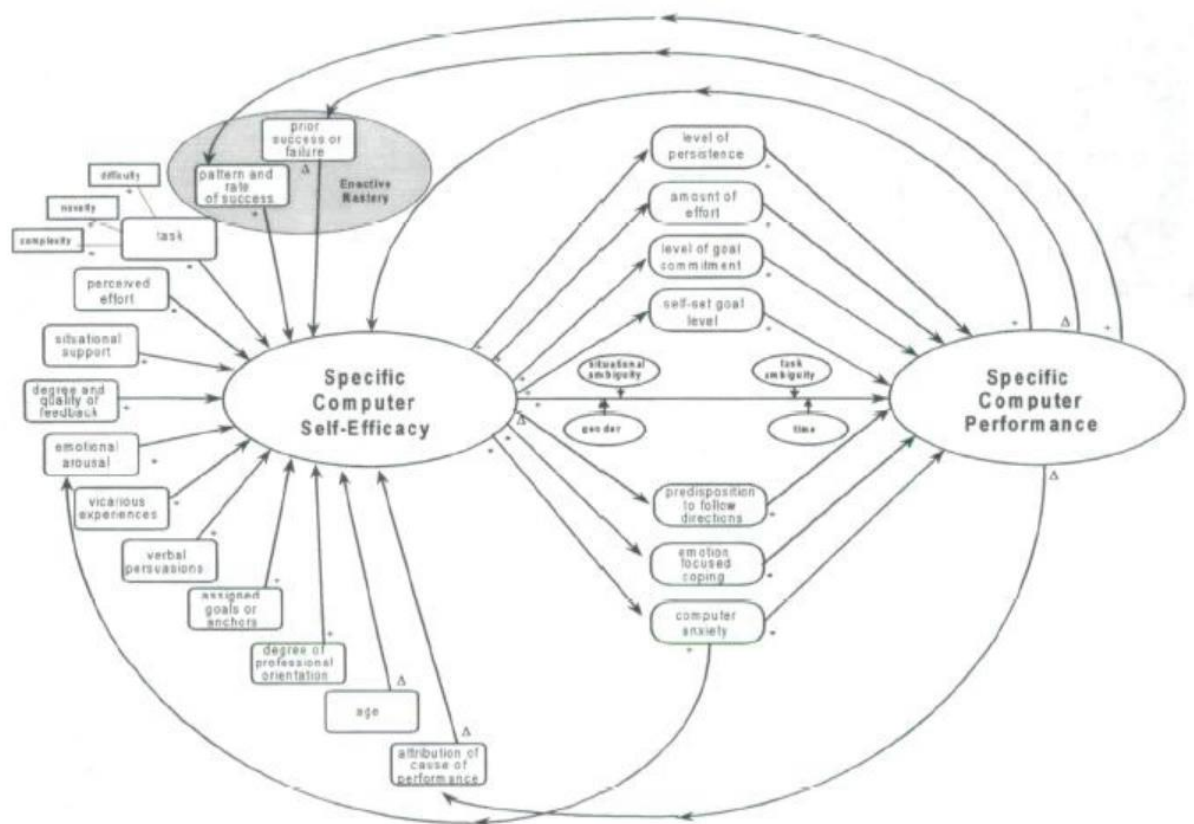 prior
success or
failure
pattern and
rate
of success
Enactive
Mastery
difficulty
novelty
complexity
task
perceived
effort
situational
support
degree and
quality of
feedback
emotional
arousal
vicarious
experiences
verbal
persuasions
assigned
goals or
anchors
degree of
professional
orientation
age
attribution of
cause of
performance
Specific
Computer
Self-Efficacy
level of
persistence
amount of
effort
level of goal
commitment
self-set goal
level
situational
ambiguity
task
ambiguity
gender
time
predisposition
to follow
directions
emotion
focused
coping
computer
anxiety
Specific
Computer
Performance
Δ
Δ
Δ
Δ
Δ
Δ